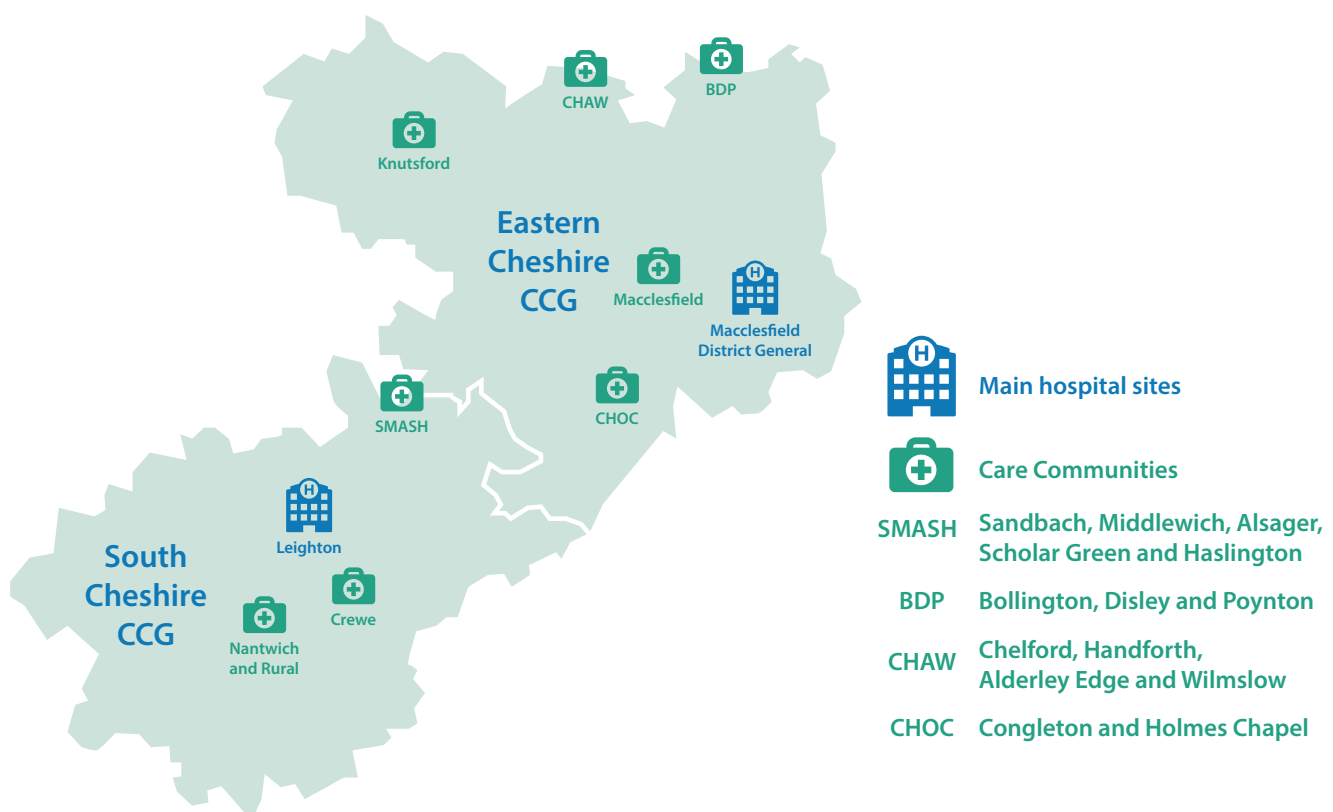 CHAW
BDP
Knutsford
Eastern
Cheshire
CCG
Macclesfield
H
Macclesfield
District General
SMASH
CHOC
H
Leighton
South
Cheshire
CCG
Crewe
Nantwich
and Rural
H
Main hospital sites
Care Communities
SMASH Sandbach, Middlewich, Alsager,
Scholar Green and Haslington
BDP Bollington, Disley and Poynton
CHAW Chelford, Handforth,
Alderley Edge and Wilmslow
CHOC Congleton and Holmes Chapel